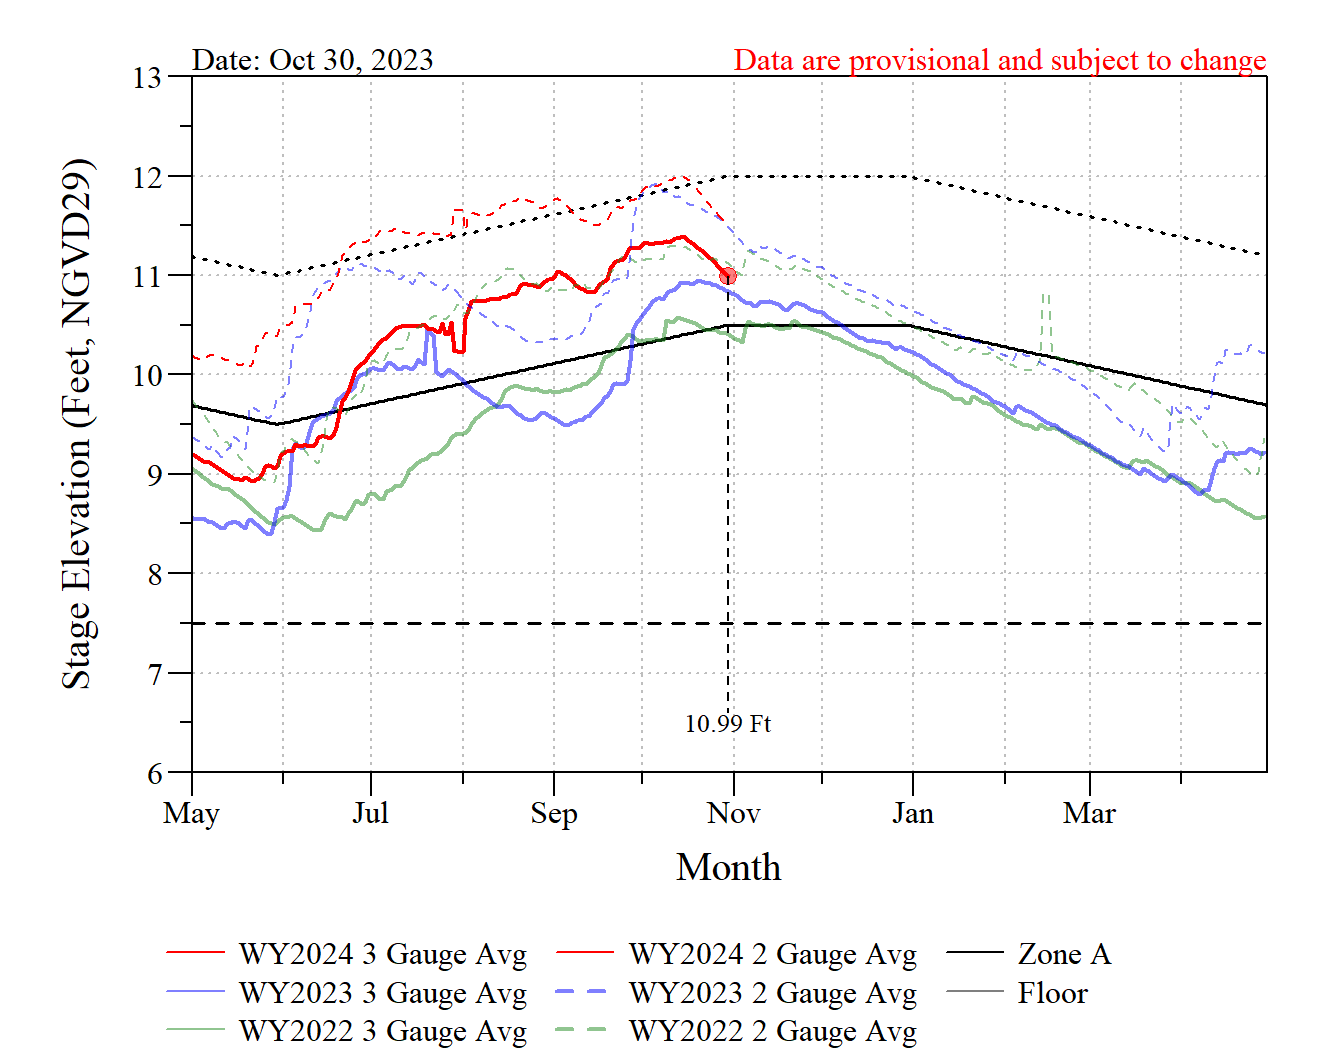 Date: Oct 30, 2023
Data are provisional and subject to change
Stage Elevation (Feet, NGVD29)
13
12
11
10
9
8
7
6
10.99 Ft
May Jul Sep Nov Jan Mar
Month
WY2024 3 Gauge Avg WY2024 2 Gauge Avg Zone A
WY2023 3 Gauge Avg WY2023 2 Gauge Avg Floor
WY2022 3 Gauge Avg WY2022 2 Gauge Avg